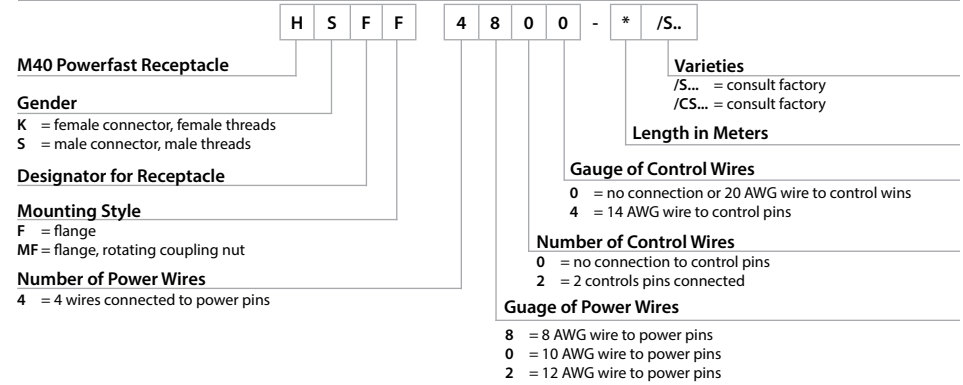 H S F F 4 8 0 0 - * /S..
M40 Powerfast Receptacle
Gender
K = female connector, female threads
S = male connector, male threads
Designator for Receptacle
Mounting Style
F = flange
MF = flange, rotating coupling nut
Number of Power Wires
4 = 4 wires connected to power pins
Varieties
/S... = consult factory
/CS... = consult factory
Length in Meters
Gauge of Control Wires
0 = no connection or 20 AWG wire to control wins
4 = 14 AWG wire to control pins
Number of Control Wires
0 = no connection to control pins
2 = 2 controls pins connected
Guage of Power Wires
8 = 8 AWG wire to power pins
0 = 10 AWG wire to power pins
2 = 12 AWG wire to power pins